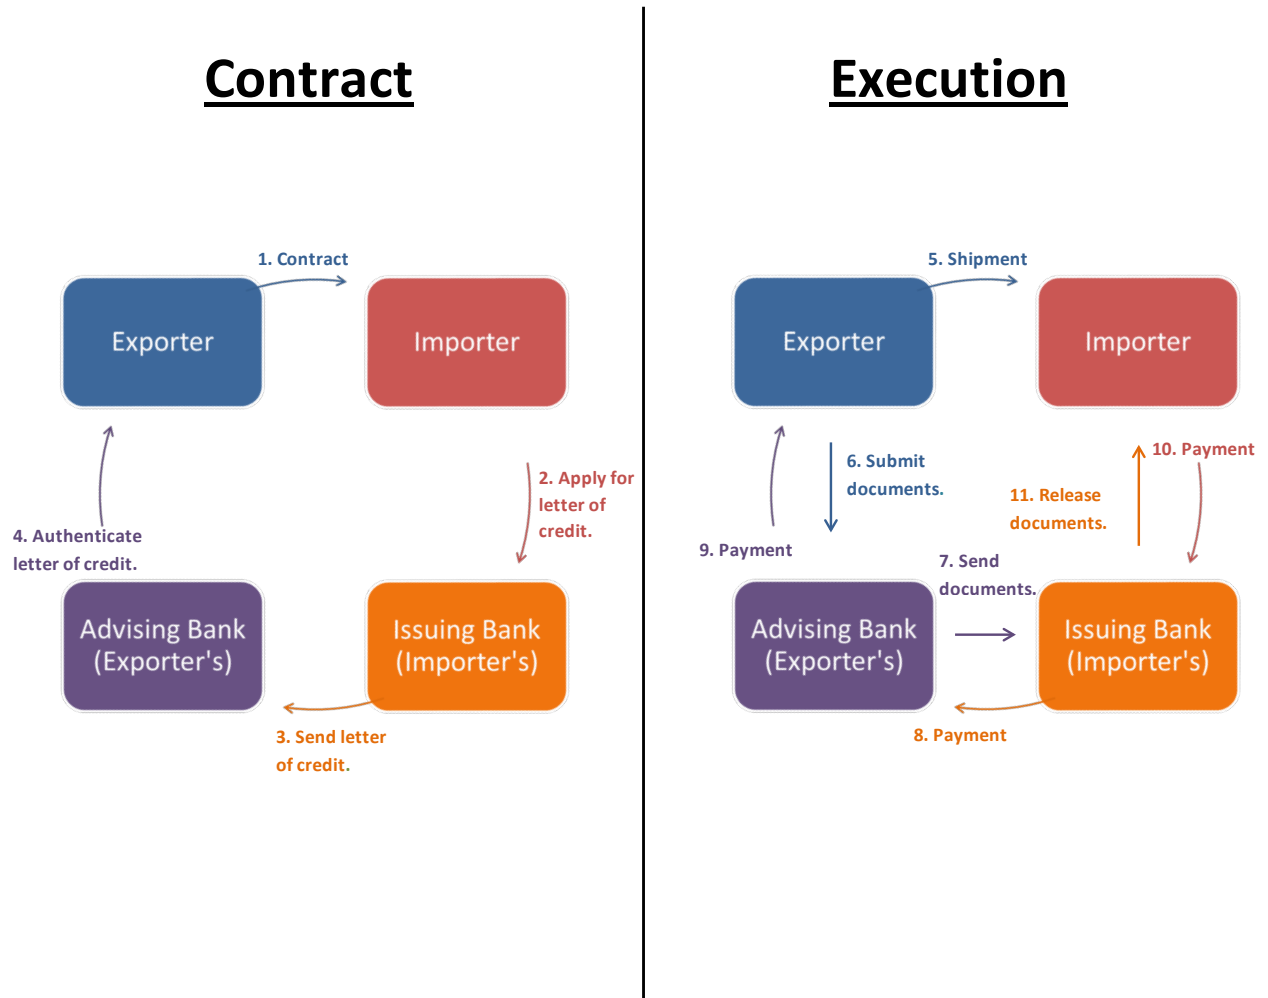 Contract
1. Contract
Exporter
Importer
2. Apply for
letter of
credit.
4. Authenticate
letter of credit.
Advising Bank
(Exporter's)
Issuing Bank
(Importer's)
3. Send letter
of credit.
Execution
5. Shipment
Exporter
Importer
6. Submit
documents.
10. Payment
11. Release
documents.
9. Payment
7. Send
documents.
Advising Bank
(Exporter's)
Issuing Bank
(Importer's)
8. Payment